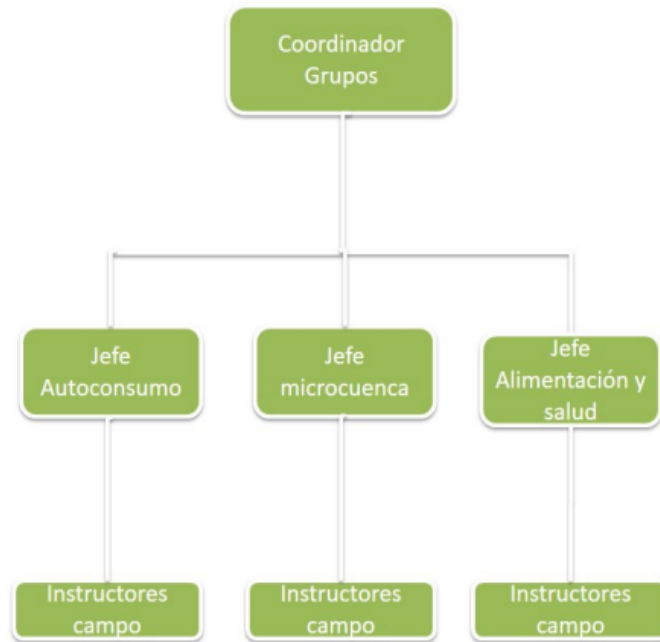 Coordinador
Grupos
Jefe
Autoconsumo
Jefe
microcuenca
Jefe
Alimentación y
salud
Instructores
campo
Instructores
campo
Instructores
campo